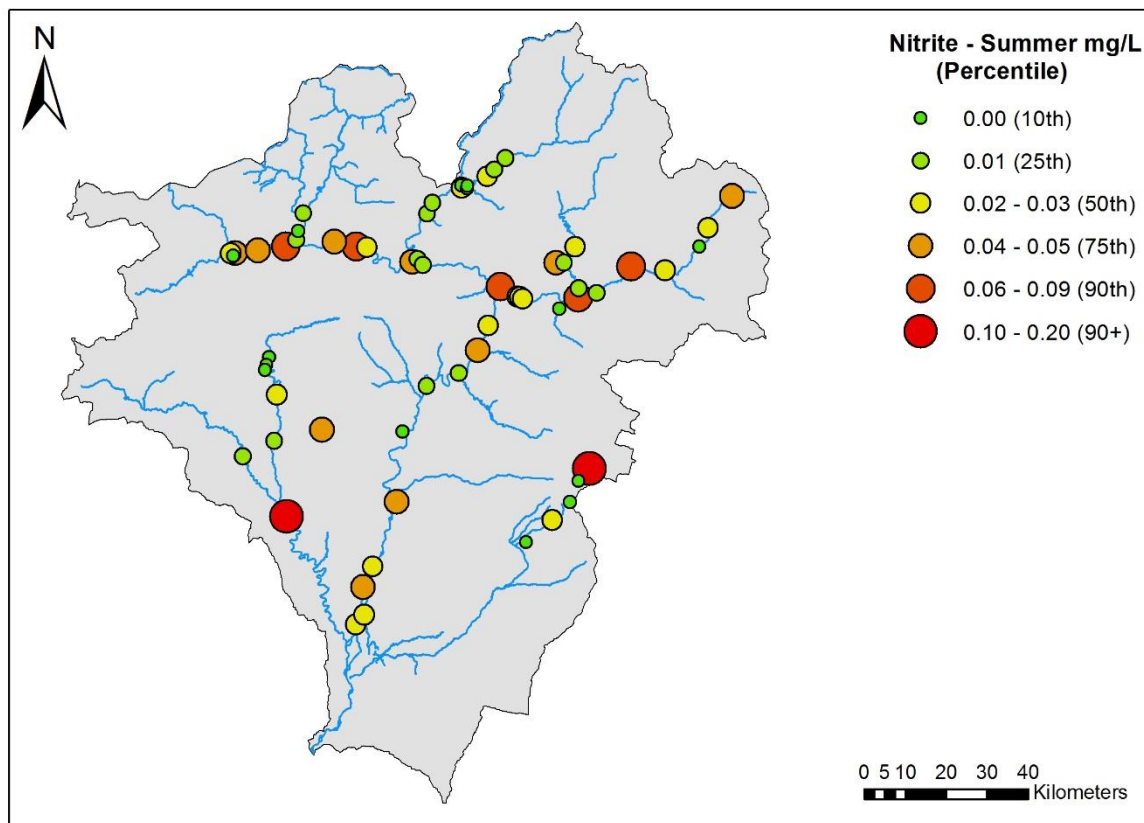 N
Nitrite - Summer mg/L
(Percentile)
0.00 (10th)
0.01 (25th)
0.02 - 0.03 (50th)
0.04 - 0.05 (75th)
0.06 - 0.09 (90th)
0.10 - 0.20 (90+)
0 5 10 20 30 40
Kilometers